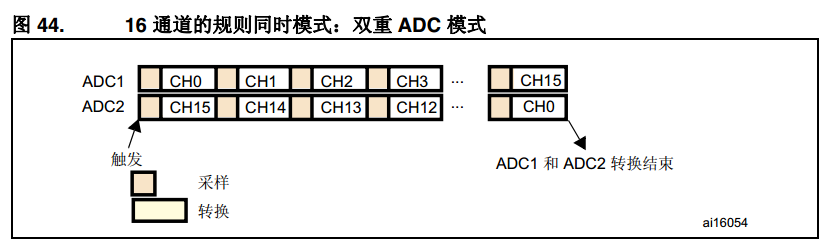 图 44. 16 通道的规则同时模式：双重 ADC 模式
ADC1 CH0 CH1 CH2 CH3 ... CH15
ADC2 CH15 CH14 CH13 CH12 ... CH0
触发
ADC1 和 ADC2 转换结束
采样
转换
ai16054